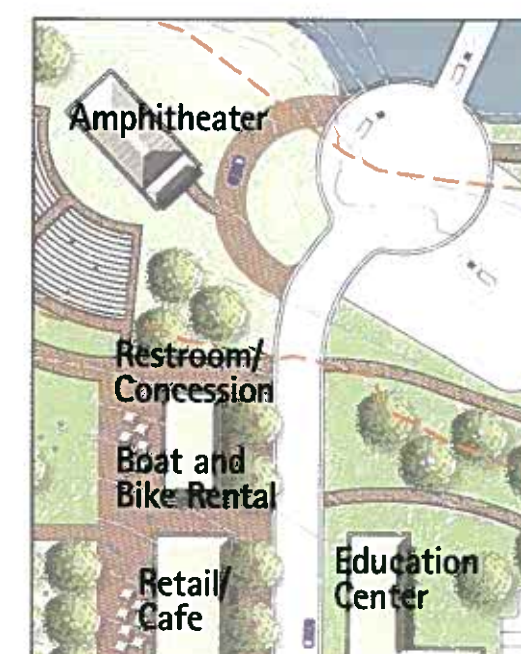 Amphitheater
Restroom/
Concession
Boat and
Bike Rental
Retail/
Cafe
Education
Center